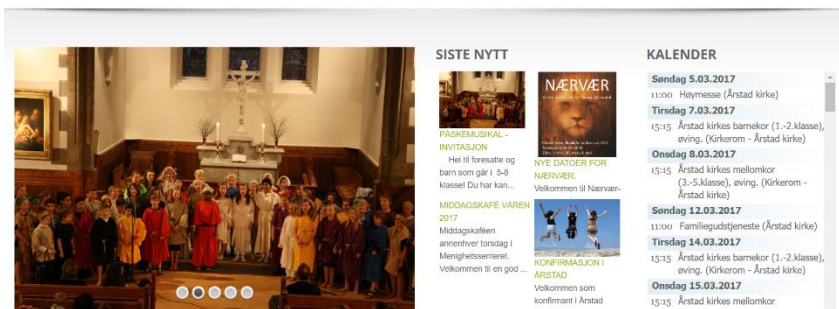 SISTE NYTT
PÅSKEMUSIKAL -
INVITASJON
Hei til foresatte og
barn som går i 5-8
klasse! Du har kan...
MIDDAGSKAFÉ VÅREN
2017
Middagskaféen
annenhver torsdag i
Menighetssenteret.
Velkommen til en god ...
NÆRVÆR
NYE DATOER FOR
NÆRVÆR.
Velkommen til Nærvær-
KONFIRMASJON I
ÅRSTAD
Velkommen som
konfirmant i Årstad
KALENDER
Søndag 5.03.2017
11:00 Høymesse (Årstad kirke)
Tirsdag 7.03.2017
15:15 Årstad kirkes barnekor (1.-2.klasse),
øving. (Kirkerom - Årstad kirke)
Onsdag 8.03.2017
15:15 Årstad kirkes mellomkor
(3.-5.klasse), øving. (Kirkerom -
Årstad kirke)
Søndag 12.03.2017
11:00 Familiegudstjeneste (Årstad kirke)
Tirsdag 14.03.2017
15:15 Årstad kirkes barnekor (1.-2.klasse),
øving. (Kirkerom - Årstad kirke)
Onsdag 15.03.2017
15:15 Årstad kirkes mellomkor